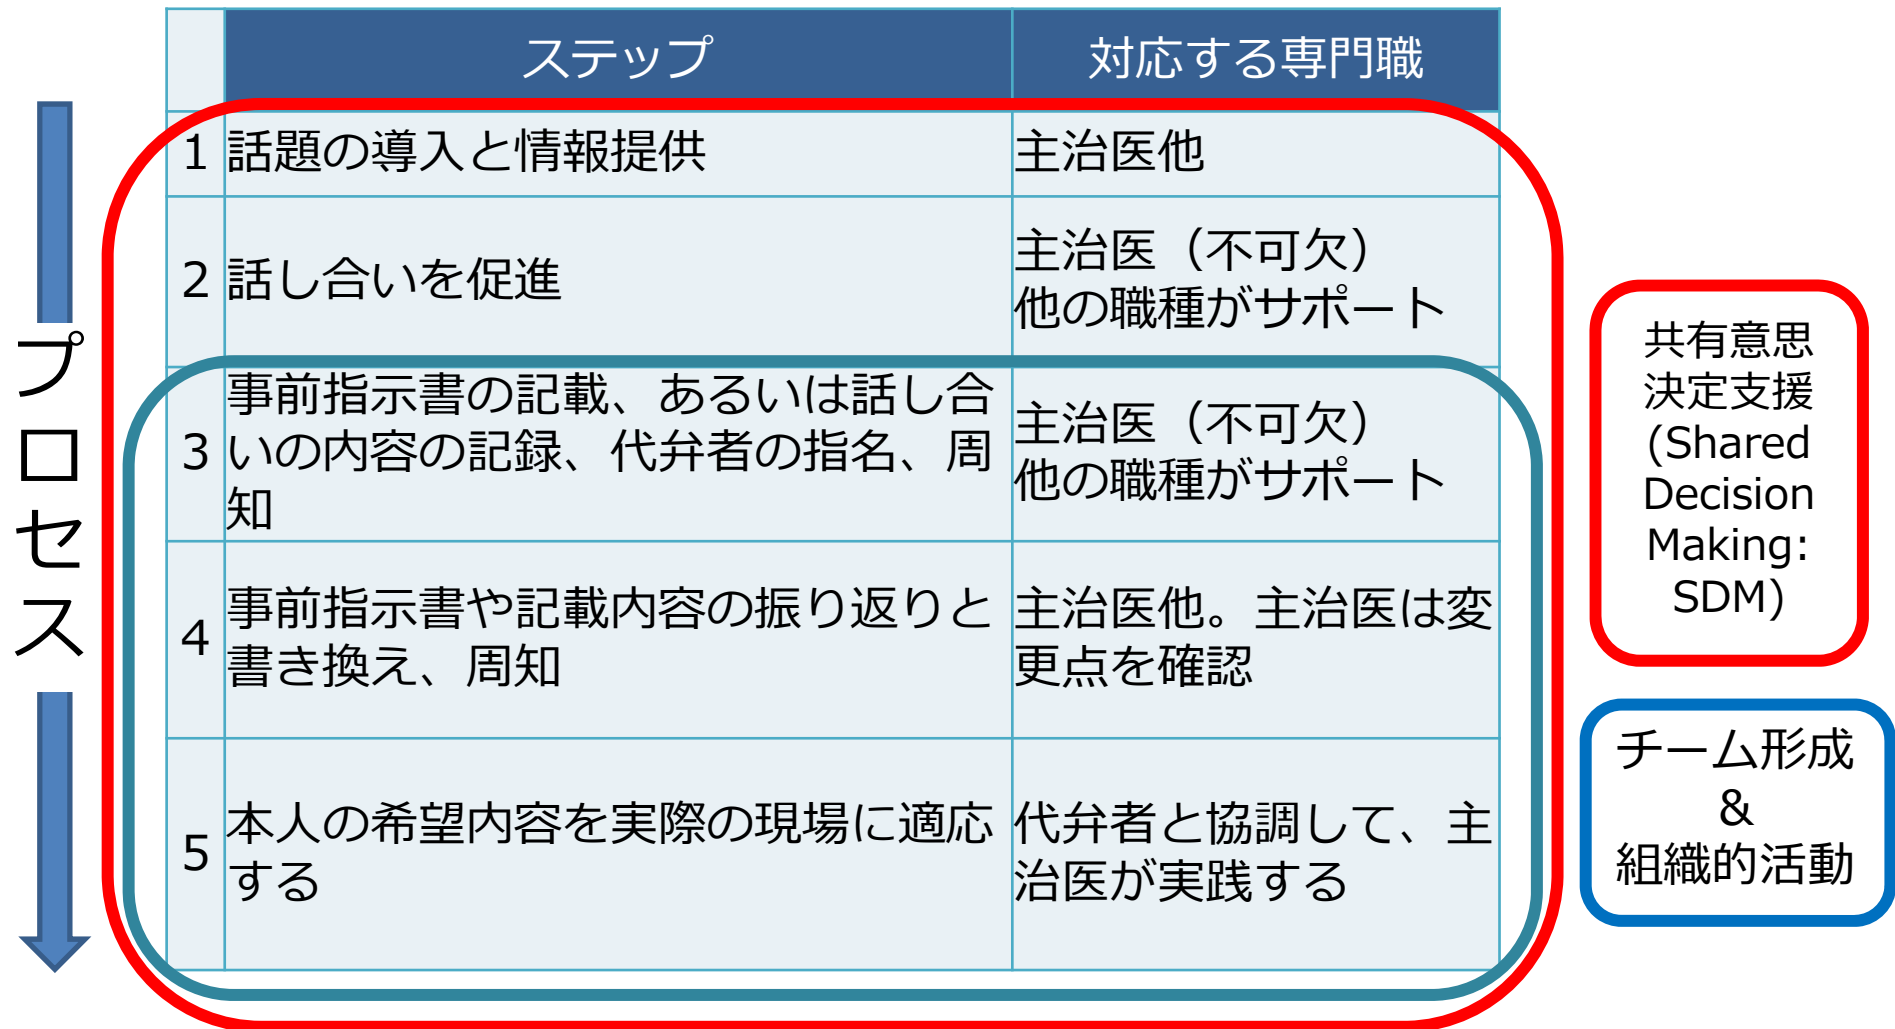 ステップ
対応する専門職
1
話題の導入と情報提供
主治医他
2
話し合いを促進
主治医（不可欠）
他の職種がサポート
3
事前指示書の記載、あるいは話し合
いの内容の記録、代弁者の指名、周
知
主治医（不可欠）
他の職種がサポート
4
事前指示書や記載内容の振り返りと
書き換え、周知
主治医他。主治医は変
更点を確認
5
本人の希望内容を実際の現場に適応
する
代弁者と協調して、主
治医が実践する
プロセス
共有意思
決定支援
(Shared
Decision
Making:
SDM)
チーム形成
&
組織的活動